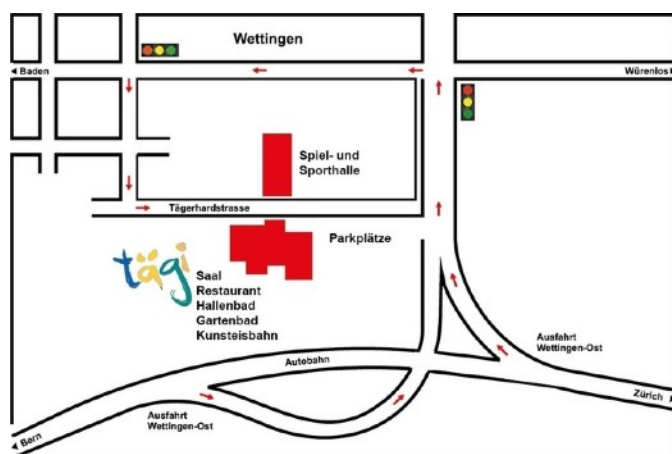 Wettingen
Baden
Würenlos
Spiel- und
Sporthalle
Tägerhardstrasse
Parkplätze
tägi
Saal
Restaurant
Hallenbad
Gartenbad
Kunsteisbahn
Ausfahrt
Wettingen-Ost
Autobahn
Zürich
Ausfahrt
Wettingen-Ost
Bern